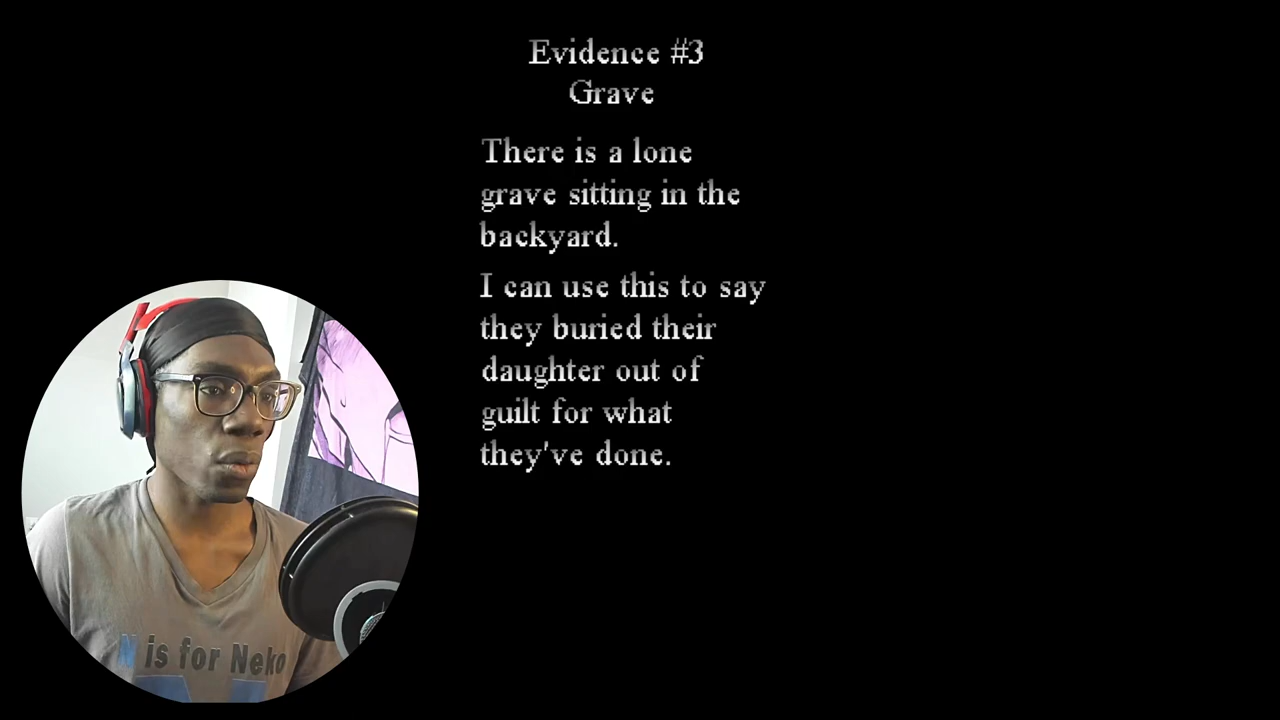 Evidence #3
Grave
There is a lone
grave sitting in the
backyard.
I can use this to say
they buried their
daughter out of
guilt for what
they've done.
N is for Neko